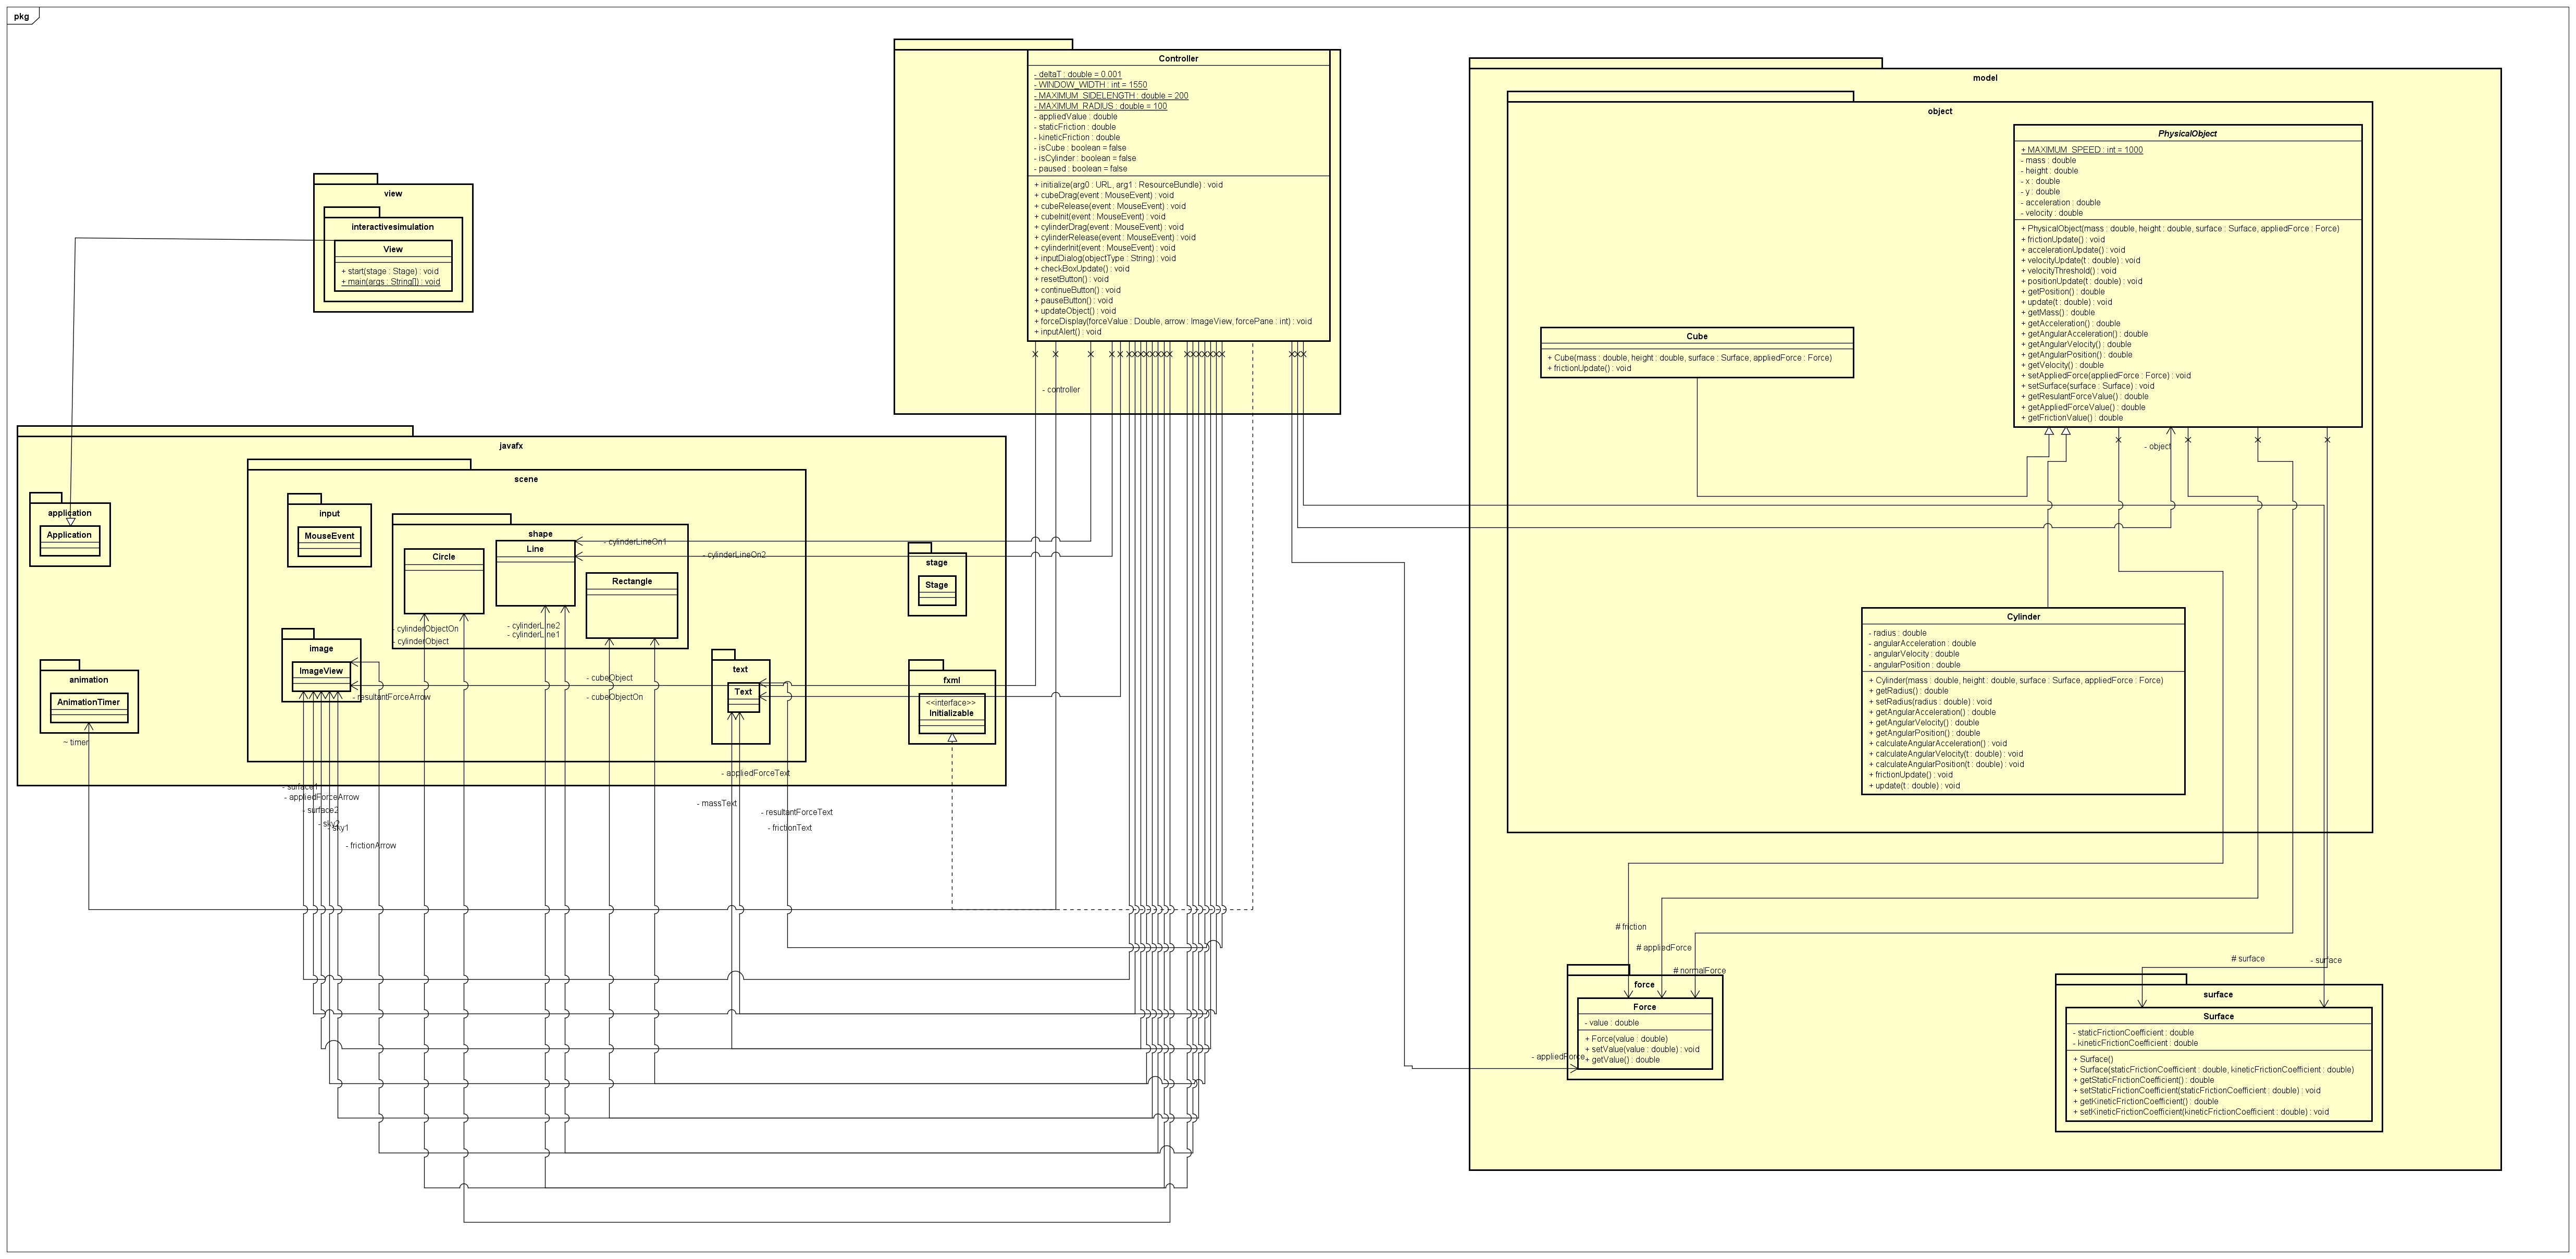 pkg
Controller
- deltaT : double = 0.001
- WINDOW_WIDTH : int = 1550
- MAXIMUM_SIDELENGTH : double = 200
- MAXIMUM_RADIUS : double = 100
- appliedValue : double
- staticFriction : double
- kineticFriction : double
- isCube : boolean = false
- isCylinder : boolean = false
- paused : boolean = false
+ initialize(arg0 : URL, arg1 : ResourceBundle) : void
+ cubeDrag(event : MouseEvent) : void
+ cubeRelease(event : MouseEvent) : void
+ cubeInit(event : MouseEvent) : void
+ cylinderDrag(event : MouseEvent) : void
+ cylinderRelease(event : MouseEvent) : void
+ cylinderInit(event : MouseEvent) : void
+ inputDialog(objectType : String) : void
+ checkBoxUpdate() : void
+ resetButton() : void
+ continueButton() : void
+ pauseButton() : void
+ updateObject() : void
+ forceDisplay(forceValue : Double, arrow : ImageView, forcePane : int) : void
+ inputAlert() : void
- controller
view
interactivesimulation
View
+ start(stage : Stage) : void
+ main(args : String[]) : void
javafx
scene
application
Application
input
MouseEvent
shape
Circle
Line
Rectangle
- cylinderLineOn1
- cylinderLineOn2
stage
Stage
- cylinderObjectOn
- cylinderObject
- cylinderLine2
- cylinderLine1
image
ImageView
- resultantForceArrow
- cubeObject
- cubeObjectOn
text
Text
fxml
<<interface>>
Initializable
animation
AnimationTimer
~ timer
- surface1
- appliedForceArrow
- surface2
- sky2
- sky1
- frictionArrow
- appliedForceText
- massText
- resultantForceText
- frictionText
model
object
PhysicalObject
+ MAXIMUM_SPEED : int = 1000
- mass : double
- height : double
- x : double
- y : double
- acceleration : double
- velocity : double
+ PhysicalObject(mass : double, height : double, surface : Surface, appliedForce : Force)
+ frictionUpdate() : void
+ accelerationUpdate() : void
+ velocityUpdate(t : double) : void
+ velocityThreshold() : void
+ positionUpdate(t : double) : void
+ getPosition() : double
+ update(t : double) : void
+ getMass() : double
+ getAcceleration() : double
+ getAngularAcceleration() : double
+ getAngularVelocity() : double
+ getAngularPosition() : double
+ getVelocity() : double
+ setAppliedForce(appliedForce : Force) : void
+ setSurface(surface : Surface) : void
+ getResulantForceValue() : double
+ getAppliedForceValue() : double
+ getFrictionValue() : double
- object
Cube
+ Cube(mass : double, height : double, surface : Surface, appliedForce : Force)
+ frictionUpdate() : void
Cylinder
- radius : double
- angularAcceleration : double
- angularVelocity : double
- angularPosition : double
+ Cylinder(mass : double, height : double, surface : Surface, appliedForce : Force)
+ getRadius() : double
+ setRadius(radius : double) : void
+ getAngularAcceleration() : double
+ getAngularVelocity() : double
+ getAngularPosition() : double
+ calculateAngularAcceleration() : void
+ calculateAngularVelocity(t : double) : void
+ calculateAngularPosition(t : double) : void
+ frictionUpdate() : void
+ update(t : double) : void
# friction
# appliedForce
# normalForce
# surface
- surface
force
Force
- value : double
+ Force(value : double)
+ setValue(value : double) : void
+ getValue() : double
- appliedForce
surface
Surface
- staticFrictionCoefficient : double
- kineticFrictionCoefficient : double
+ Surface()
+ Surface(staticFrictionCoefficient : double, kineticFrictionCoefficient : double)
+ getStaticFrictionCoefficient() : double
+ setStaticFrictionCoefficient(staticFrictionCoefficient : double) : void
+ getKineticFrictionCoefficient() : double
+ setKineticFrictionCoefficient(kineticFrictionCoefficient : double) : void